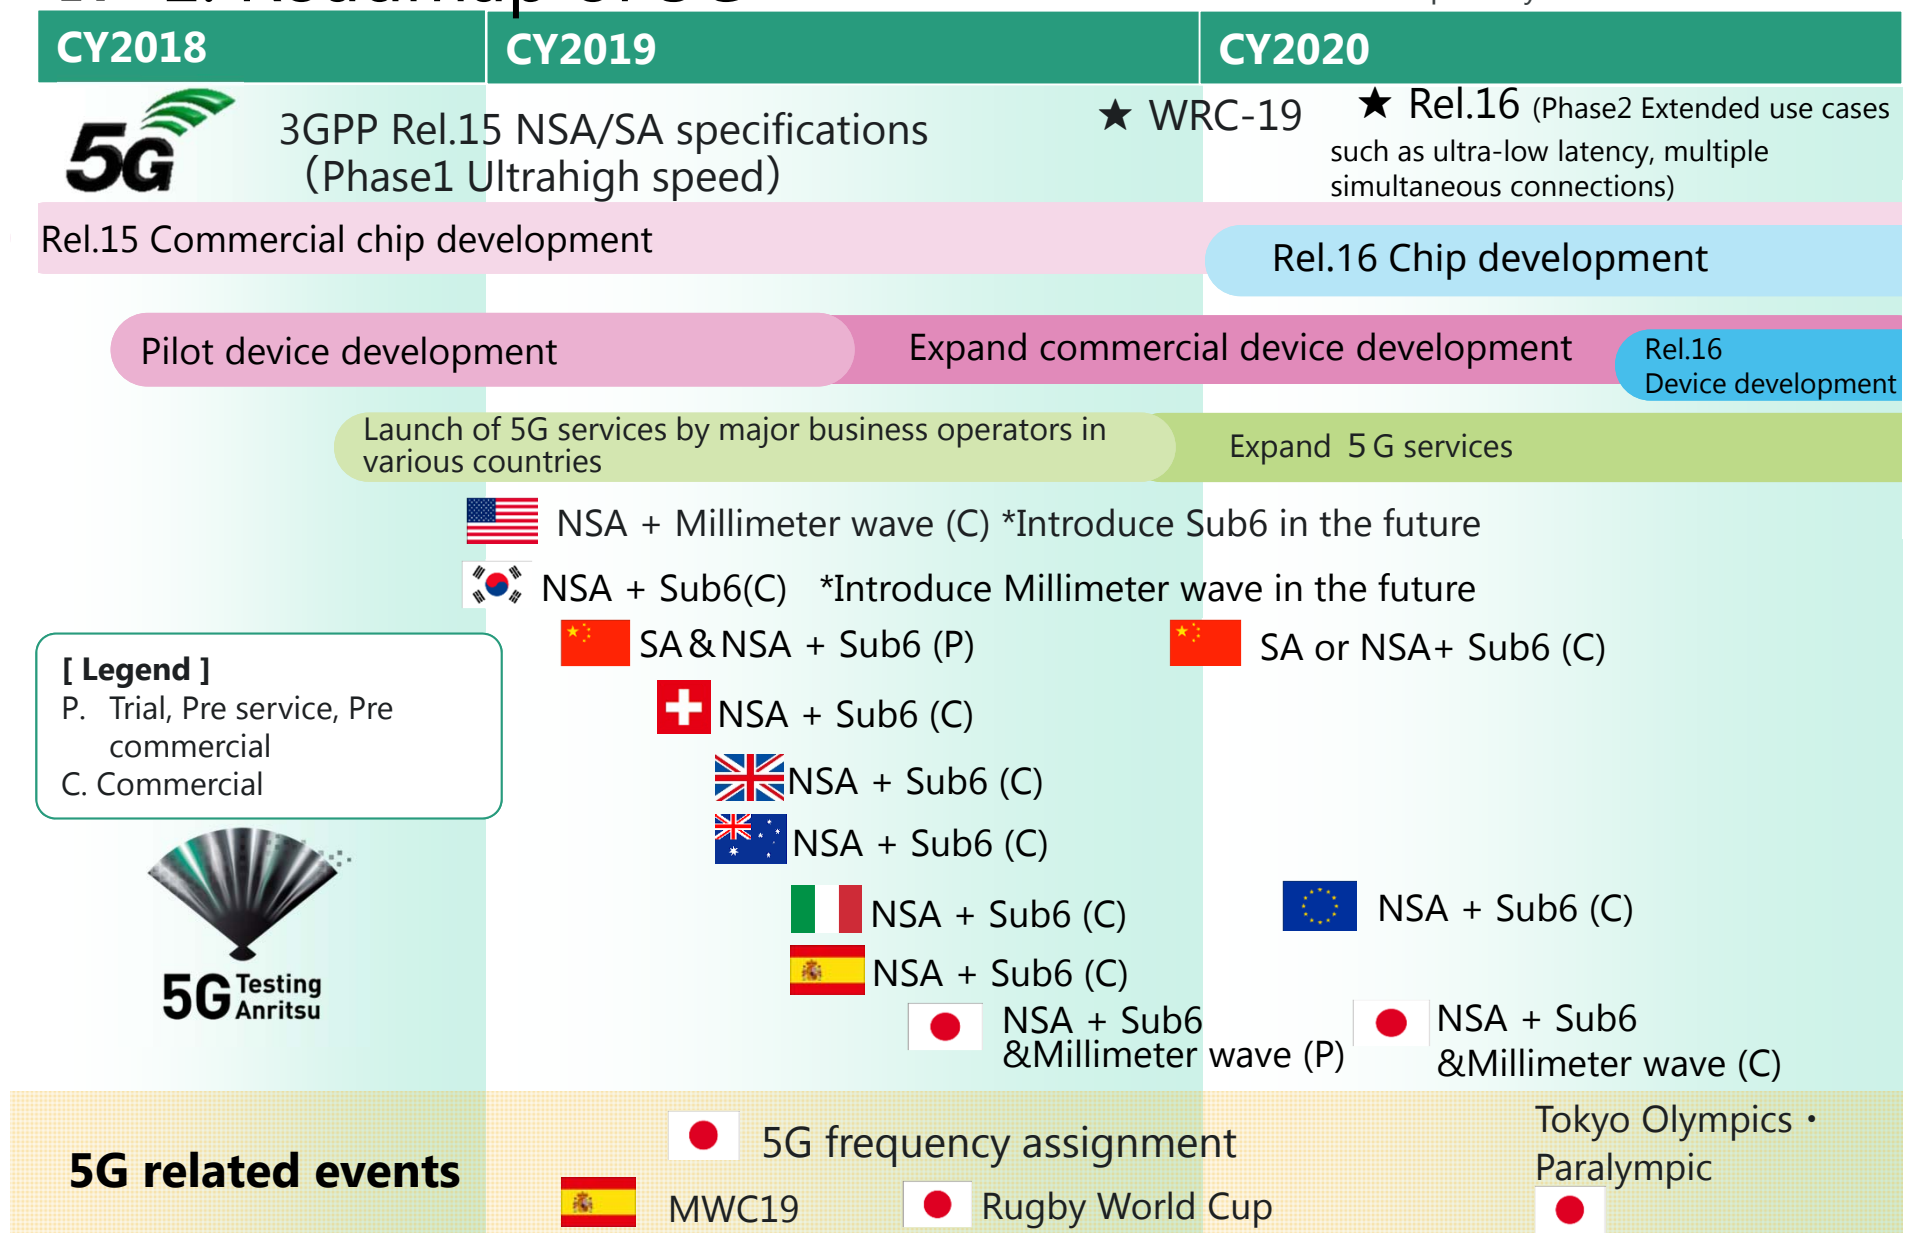 CY2018
CY2019
CY2020
5G
3GPP Rel.15 NSA/SA specifications
（Phase1 Ultrahigh speed）
★ WRC-19
★ Rel.16 (Phase2 Extended use cases
such as ultra-low latency, multiple
simultaneous connections)
Rel.15 Commercial chip development
Rel.16 Chip development
Pilot device development
Expand commercial device development
Rel.16
Device development
Launch of 5G services by major business operators in
various countries
Expand ５G services
NSA + Millimeter wave (C) *Introduce Sub6 in the future
NSA + Sub6(C) *Introduce Millimeter wave in the future
SA＆NSA + Sub6 (P)
SA or NSA+ Sub6 (C)
[ Legend ]
P. Trial, Pre service, Pre
commercial
C. Commercial
NSA + Sub6 (C)
NSA + Sub6 (C)
NSA + Sub6 (C)
NSA + Sub6 (C)
NSA + Sub6 (C)
NSA + Sub6 (C)
NSA + Sub6
&Millimeter wave (P)
NSA + Sub6
&Millimeter wave (C)
5G Testing
Anritsu
5G related events
5G frequency assignment
MWC19
Rugby World Cup
Tokyo Olympics・
Paralympic